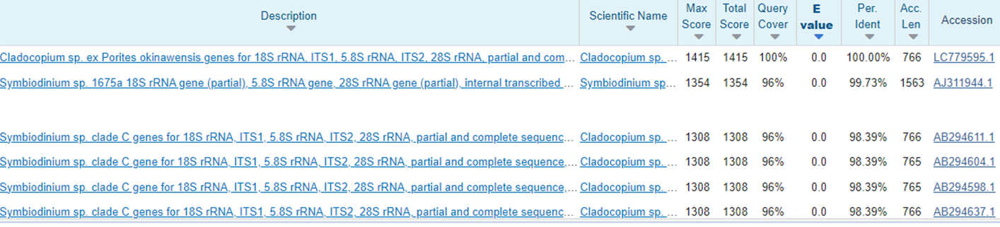 Description Scientific Name Max Score Total Score Query Cover E value Per. Ident Acc. Len Accession
Cladocopium sp. ex Porites okinawensis genes for 18S rRNA, ITS1, 5.8S rRNA, ITS2, 28S rRNA, partial and com... Cladocopium sp. ... 1415 1415 100% 0.0 100.00% 766 LC779595.1
Symbiodinium sp. 1675a 18S rRNA gene (partial), 5.8S rRNA gene, 28S rRNA gene (partial), internal transcribed ... Symbiodinium sp... 1354 1354 96% 0.0 99.73% 1563 AJ311944.1
Symbiodinium sp. clade C genes for 18S rRNA, ITS1, 5.8S rRNA, ITS2, 28S rRNA, partial and complete sequenc... Cladocopium sp. ... 1308 1308 96% 0.0 98.39% 766 AB294611.1
Symbiodinium sp. clade C gene for 18S rRNA, ITS1, 5.8S rRNA, ITS2, 28S rRNA, partial and complete sequence,... Cladocopium sp. ... 1308 1308 96% 0.0 98.39% 765 AB294604.1
Symbiodinium sp. clade C gene for 18S rRNA, ITS1, 5.8S rRNA, ITS2, 28S rRNA, partial and complete sequence,... Cladocopium sp. ... 1308 1308 96% 0.0 98.39% 765 AB294598.1
Symbiodinium sp. clade C genes for 18S rRNA, ITS1, 5.8S rRNA, ITS2, 28S rRNA, partial and complete sequenc... Cladocopium sp. ... 1308 1308 96% 0.0 98.39% 766 AB294637.1